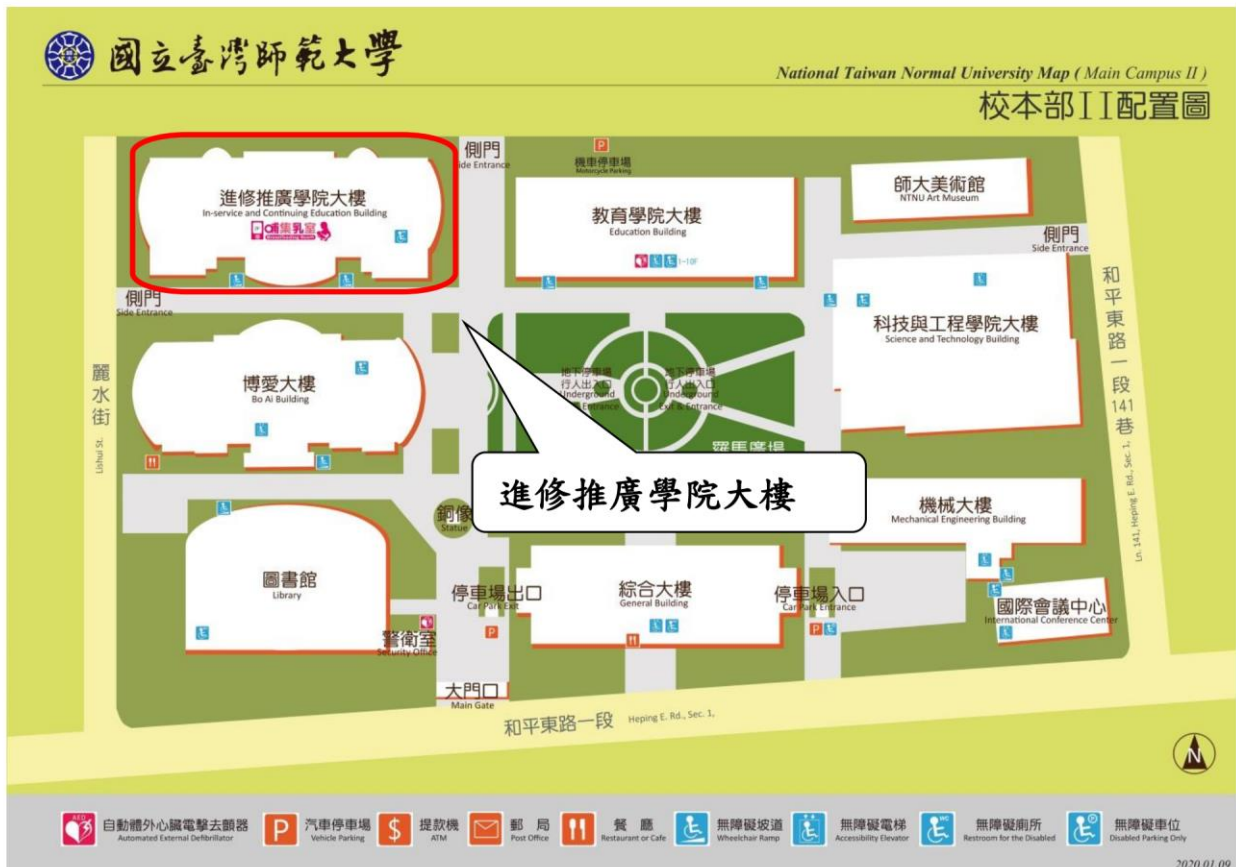 國立臺灣師範大學
National Taiwan Normal University Map ( Main Campus II )
校本部II配置圖
側門
Side Entrance
P
機車停車場
Motorcycle Parking
進修推廣學院大樓
In-service and Continuing Education Building
哺集乳室
教育學院大樓
Education Building
1-10F
師大美術館
NTNU Art Museum
側門
Side Entrance
側門
Side Entrance
科技與工程學院大樓
Science and Technology Building
博愛大樓
Bo Ai Building
地下停車場
行人出入口
Underground
Entrance
地下停車場
行人出入口
Underground
Exit & Entrance
羅馬廣場
麗水街
Lishui St.
和平東路一段141巷
Ln. 141, Heping E. Rd., Sec. 1,
進修推廣學院大樓
機械大樓
Mechanical Engineering Building
銅像
Statue
圖書館
Library
停車場出口
Car Park Exit
P
綜合大樓
General Building
停車場入口
Car Park Entrance
P
國際會議中心
International Conference Center
警衛室
Security Office
大門口
Main Gate
和平東路一段 Heping E. Rd., Sec. 1,
N
AED
自動體外心臟電擊去顫器
Automated External Defibrillator
P
汽車停車場
Vehicle Parking
$
提款機
ATM
郵 局
Post Office
餐 廳
Restaurant or Cafe
無障礙坡道
Wheelchair Ramp
無障礙電梯
Accessibility Elevator
WC
無障礙廁所
Restroom for the Disabled
P
無障礙車位
Disabled Parking Only
2020.01.09